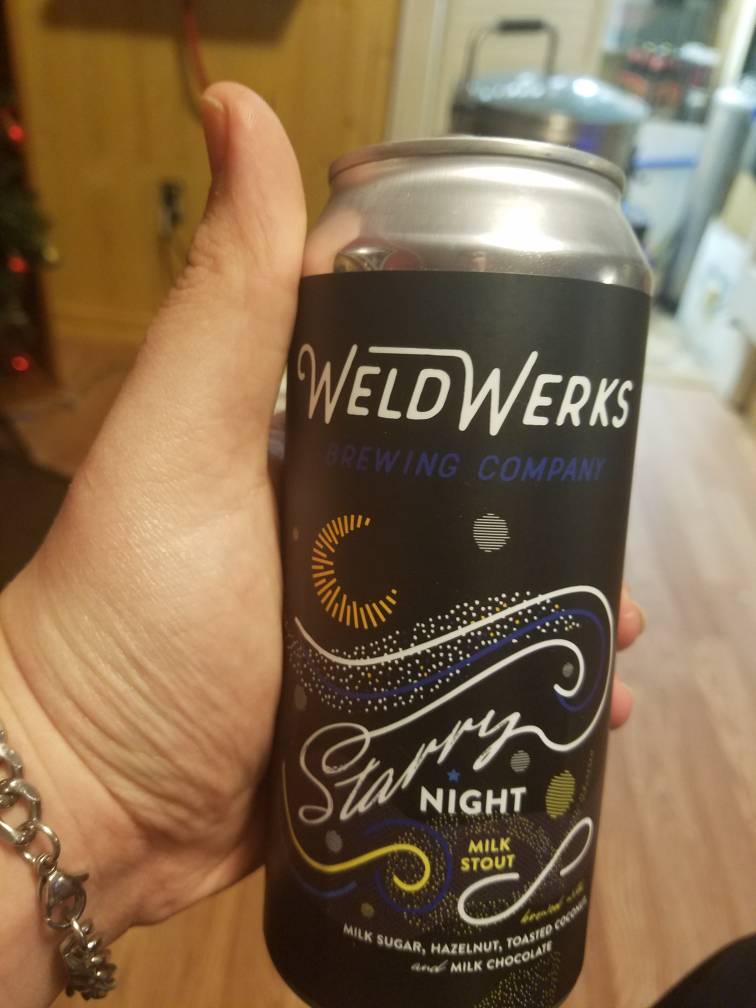 WELDWERKS
BREWING COMPANY
Starry
NIGHT
MILK
STOUT
brewed with
MILK SUGAR, HAZELNUT, TOASTED COCONUT
and MILK CHOCOLATE